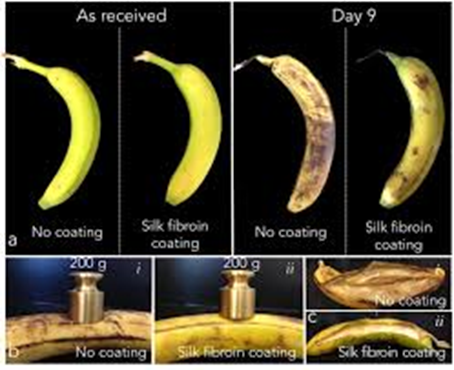 As received
Day 9
No coating
Silk fibroin
coating
No coating
Silk fibroin
coating
a
200 g
i
200 g
ii
i
No coating
b
No coating
Silk fibroin coating
c
ii
Silk fibroin coating